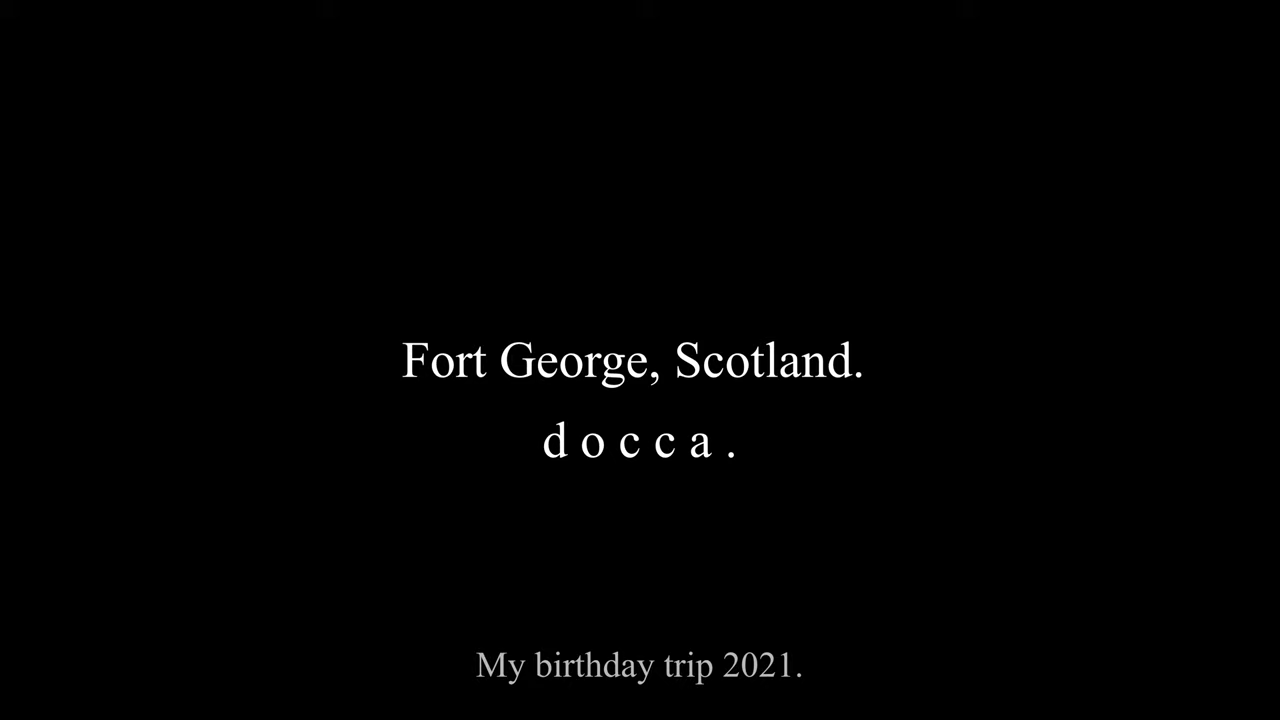 Fort George, Scotland.
d o c c a .
My birthday trip 2021.